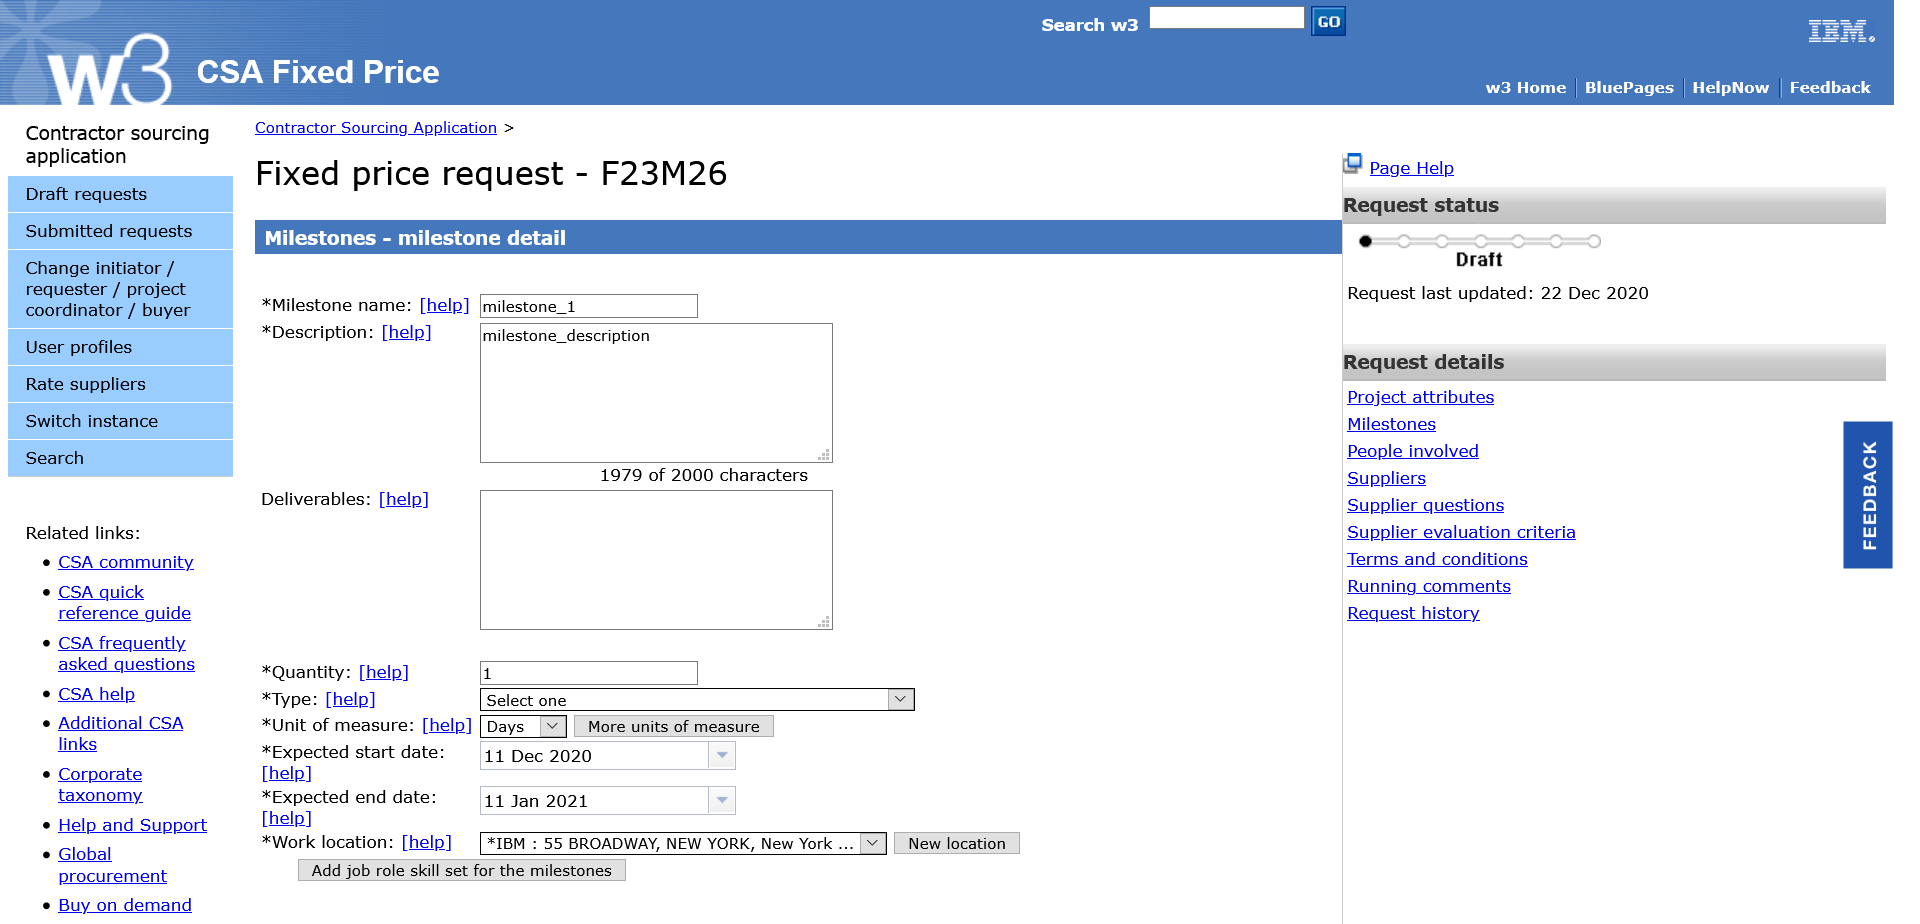 Search w3
GO
IBM.
w3
CSA Fixed Price
w3 Home
BluePages
HelpNow
Feedback
Contractor sourcing
application
Draft requests
Submitted requests
Change initiator /
requester / project
coordinator / buyer
User profiles
Rate suppliers
Switch instance
Search
Related links:
CSA community
CSA quick
reference guide
CSA frequently
asked questions
CSA help
Additional CSA
links
Corporate
taxonomy
Help and Support
Global
procurement
Buy on demand
Contractor Sourcing Application >
Fixed price request - F23M26
Milestones - milestone detail
*Milestone name: [help] milestone_1
*Description: [help] milestone_description
1979 of 2000 characters
Deliverables: [help]
*Quantity: [help] 1
*Type: [help] Select one
*Unit of measure: [help] Days More units of measure
*Expected start date: 11 Dec 2020
[help]
*Expected end date: 11 Jan 2021
[help]
*Work location: [help] *IBM : 55 BROADWAY, NEW YORK, New York ... New location
Add job role skill set for the milestones
Page Help
Request status
Draft
Request last updated: 22 Dec 2020
Request details
Project attributes
Milestones
People involved
Suppliers
Supplier questions
Supplier evaluation criteria
Terms and conditions
Running comments
Request history
FEEDBACK